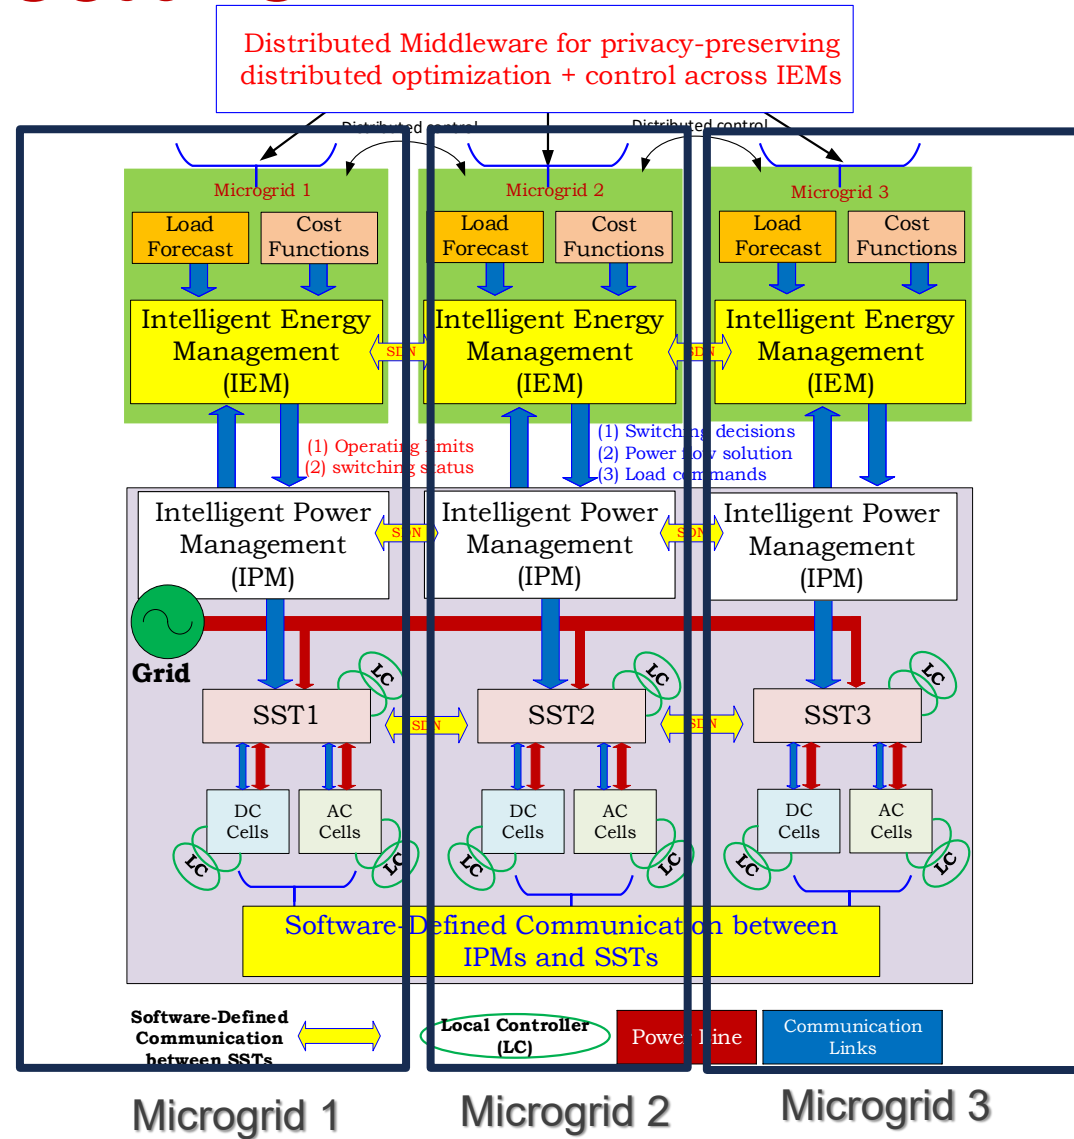 Distributed Middleware for privacy-preserving
distributed optimization + control across IEMs
Distributed control
Distributed control
Microgrid 1
Microgrid 2
Microgrid 3
Load
Forecast
Cost
Functions
Load
Forecast
Cost
Functions
Load
Forecast
Cost
Functions
Intelligent Energy
Management
(IEM)
SDN
Intelligent Energy
Management
(IEM)
SDN
Intelligent Energy
Management
(IEM)
(1) Operating limits
(2) switching status
(1) Switching decisions
(2) Power flow solution
(3) Load commands
Intelligent Power
Management
(IPM)
SDN
Intelligent Power
Management
(IPM)
SDN
Intelligent Power
Management
(IPM)
Grid
LC
LC
LC
SST1
SDN
SST2
SDN
SST3
DC
Cells
AC
Cells
DC
Cells
AC
Cells
DC
Cells
AC
Cells
LC
LC
LC
LC
LC
LC
Software-Defined Communication between
IPMs and SSTs
Software-Defined
Communication
between SSTs
Local Controller
(LC)
Power Line
Communication
Links
Microgrid 1
Microgrid 2
Microgrid 3